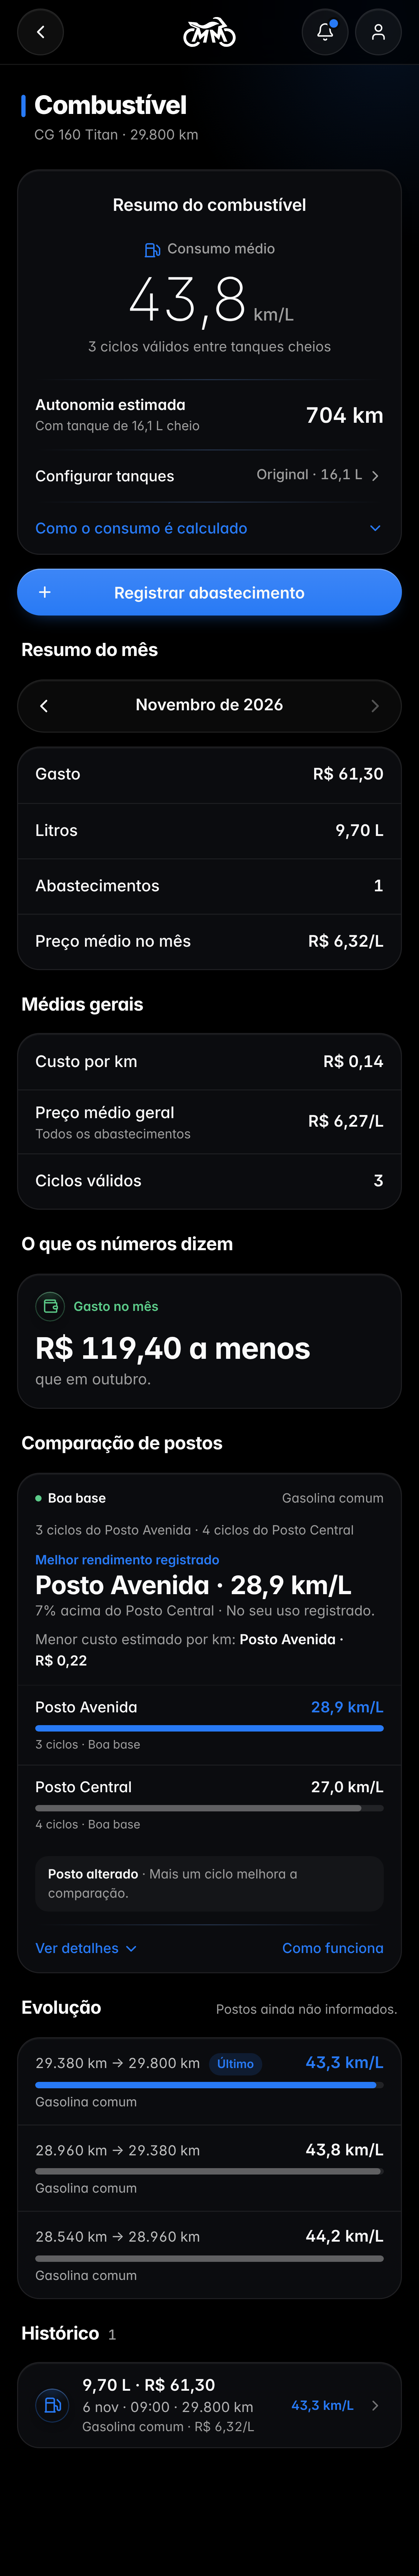 MM
Combustível
CG 160 Titan · 29.800 km
Resumo do combustível
Consumo médio
43,8 km/L
3 ciclos válidos entre tanques cheios
Autonomia estimada
704 km
Com tanque de 16,1 L cheio
Configurar tanques
Original · 16,1 L
Como o consumo é calculado
+ Registrar abastecimento
Resumo do mês
Novembro de 2026
Gasto
R$ 61,30
Litros
9,70 L
Abastecimentos
1
Preço médio no mês
R$ 6,32/L
Médias gerais
Custo por km
R$ 0,14
Preço médio geral
R$ 6,27/L
Todos os abastecimentos
Ciclos válidos
3
O que os números dizem
Gasto no mês
R$ 119,40 a menos
que em outubro.
Comparação de postos
Boa base
Gasolina comum
3 ciclos do Posto Avenida · 4 ciclos do Posto Central
Melhor rendimento registrado
Posto Avenida · 28,9 km/L
7% acima do Posto Central · No seu uso registrado.
Menor custo estimado por km: Posto Avenida ·
R$ 0,22
Posto Avenida
28,9 km/L
3 ciclos · Boa base
Posto Central
27,0 km/L
4 ciclos · Boa base
Posto alterado · Mais um ciclo melhora a
comparação.
Ver detalhes
Como funciona
Evolução
Postos ainda não informados.
29.380 km → 29.800 km
Último
43,3 km/L
Gasolina comum
28.960 km → 29.380 km
43,8 km/L
Gasolina comum
28.540 km → 28.960 km
44,2 km/L
Gasolina comum
Histórico 1
9,70 L · R$ 61,30
6 nov · 09:00 · 29.800 km
43,3 km/L
Gasolina comum · R$ 6,32/L